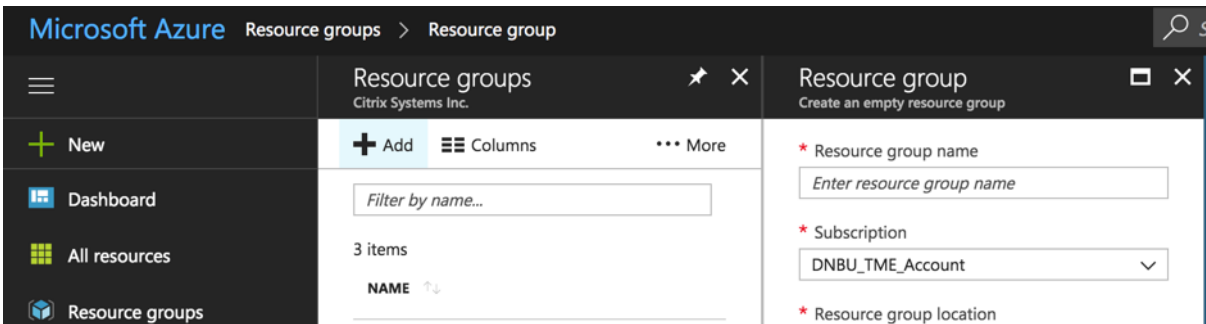 Microsoft Azure Resource groups > Resource group
Resource groups
Citrix Systems Inc.
Resource group
Create an empty resource group
New
Add
Columns
••• More
* Resource group name
Enter resource group name
Dashboard
Filter by name...
* Subscription
All resources
3 items
DNBU_TME_Account
NAME
Resource groups
* Resource group location